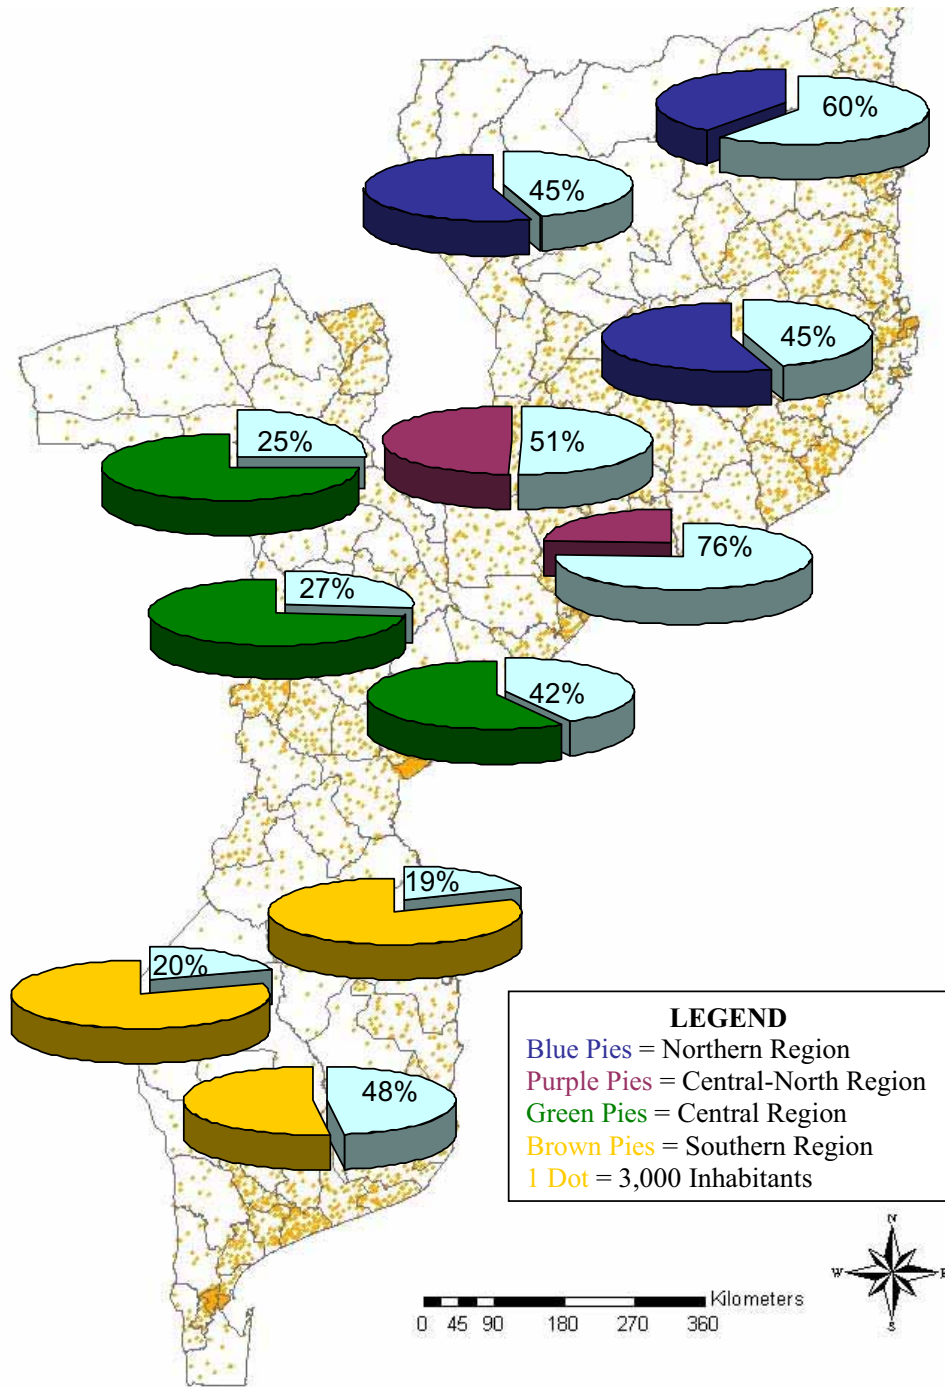 60%
45%
45%
25%
51%
76%
27%
42%
19%
20%
48%
LEGEND
Blue Pies = Northern Region
Purple Pies = Central-North Region
Green Pies = Central Region
Brown Pies = Southern Region
1 Dot = 3,000 Inhabitants
N
W E
S
Kilometers
0 45 90 180 270 360